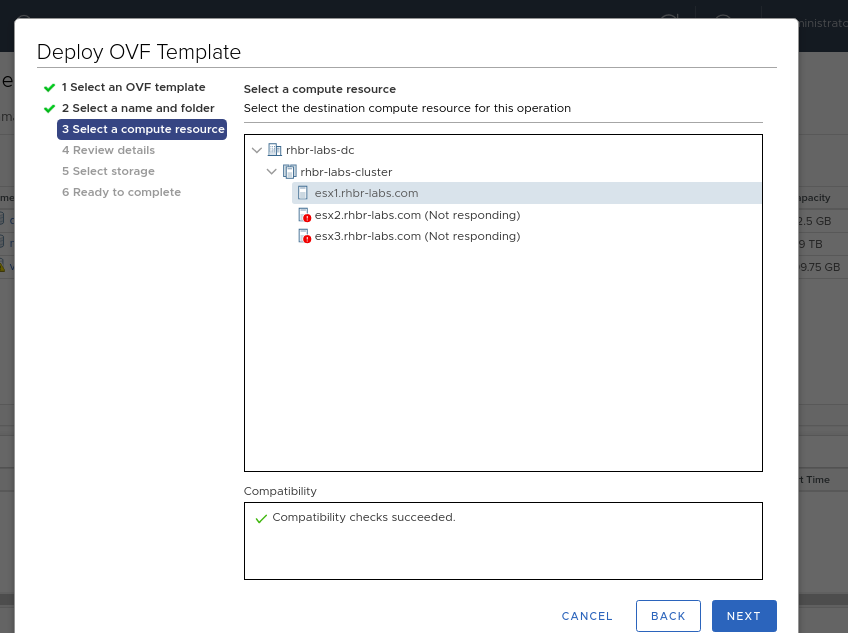 ministrato
Deploy OVF Template
1 Select an OVF template
2 Select a name and folder
3 Select a compute resource
4 Review details
5 Select storage
6 Ready to complete
Select a compute resource
Select the destination compute resource for this operation
rhbr-labs-dc
rhbr-labs-cluster
esx1.rhbr-labs.com
esx2.rhbr-labs.com (Not responding)
esx3.rhbr-labs.com (Not responding)
Compatibility
Compatibility checks succeeded.
CANCEL
BACK
NEXT
apacity
2.5 GB
9 TB
9.75 GB
rt Time